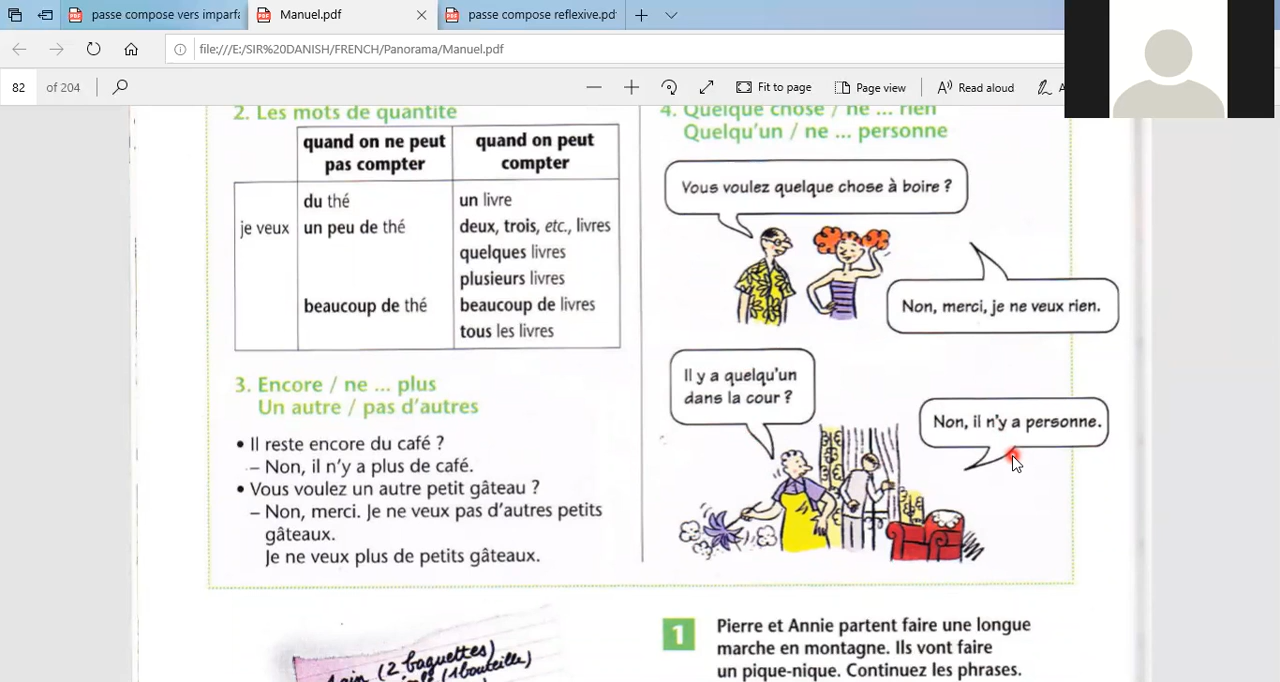 passe compose vers imparfa
Manuel.pdf
passe compose reflexive.pd
file:///E:/SIR%20DANISH/FRENCH/Panorama/Manuel.pdf
82 of 204
Fit to page
Page view
Read aloud
2. Les mots de quantité
quand on ne peut
pas compter
quand on peut
compter
je veux
du thé
un peu de thé
beaucoup de thé
un livre
deux, trois, etc., livres
quelques livres
plusieurs livres
beaucoup de livres
tous les livres
3. Encore / ne ... plus
Un autre / pas d'autres
• Il reste encore du café ?
– Non, il n'y a plus de café.
• Vous voulez un autre petit gâteau ?
– Non, merci. Je ne veux pas d'autres petits
gâteaux.
Je ne veux plus de petits gâteaux.
4. Quelque chose / ne ... rien
Quelqu'un / ne ... personne
Vous voulez quelque chose à boire ?
Non, merci, je ne veux rien.
Il y a quelqu'un
dans la cour ?
Non, il n'y a personne.
(2 baguettes)
(1 bouteille)
1
Pierre et Annie partent faire une longue
marche en montagne. Ils vont faire
un pique-nique. Continuez les phrases.